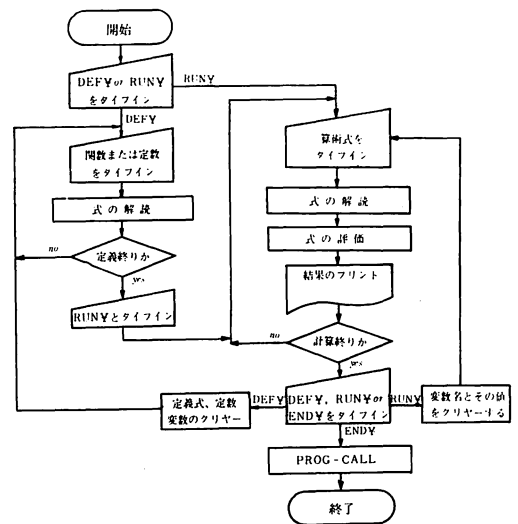 開始
DEF¥ or RUN¥
をタイプイン
RUN¥
DEF¥
関数または定数
をタイプイン
式の解読
no
定義終りか
yes
RUN¥とタイプイン
算術式を
タイプイン
式の解読
式の評価
結果のプリント
no
計算終りか
yes
定義式、定数
変数のクリヤー
DEF¥
DEF¥, RUN¥ or
END¥をタイプイン
RUN¥
変数名とその値
をクリヤーする
END¥
PROG-CALL
終了